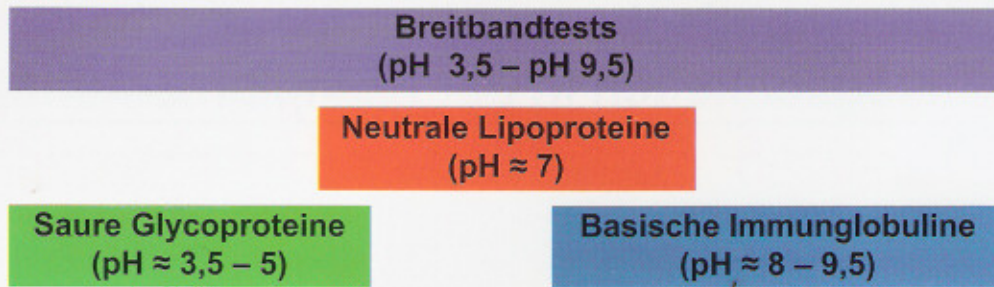 Breitbandtests
(pH 3,5 – pH 9,5)
Neutrale Lipoproteine
(pH ≈ 7)
Saure Glycoproteine
(pH ≈ 3,5 – 5)
Basische Immunglobuline
(pH ≈ 8 – 9,5)